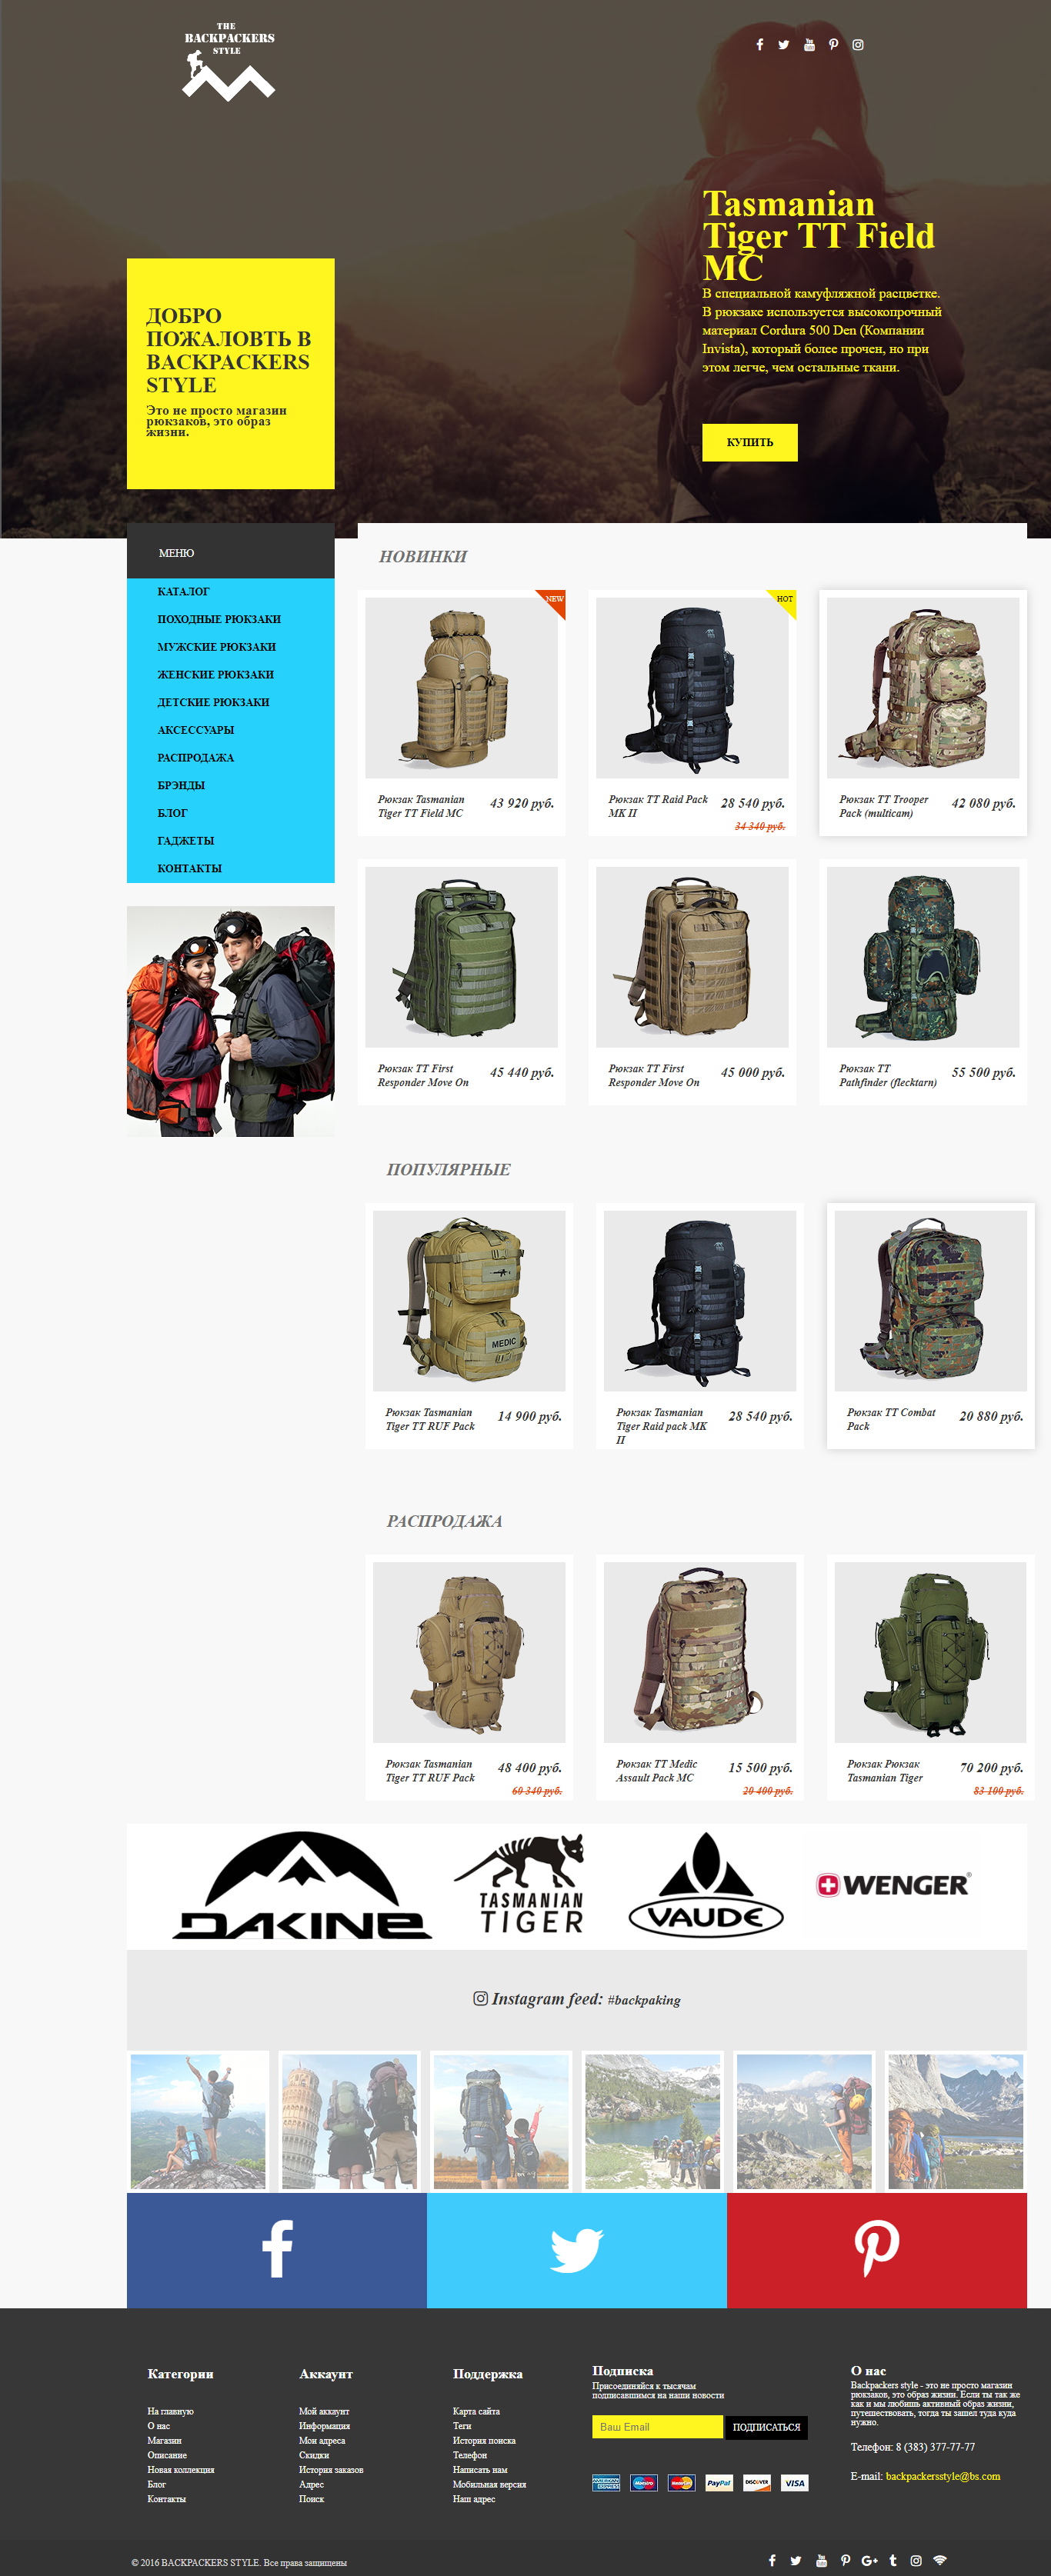 THE
BACKPACKERS
STYLE
Tasmanian
Tiger TT Field
MC
В специальной камуфляжной расцветке.
В рюкзаке используется высокопрочный
материал Cordura 500 Den (Компании
Invista), который более прочен, но при
этом легче, чем остальные ткани.
КУПИТЬ
ДОБРО
ПОЖАЛОВТЬ В
BACKPACKERS
STYLE
Это не просто магазин
рюкзаков, это образ
жизни.
МЕНЮ
КАТАЛОГ
ПОХОДНЫЕ РЮКЗАКИ
МУЖСКИЕ РЮКЗАКИ
ЖЕНСКИЕ РЮКЗАКИ
ДЕТСКИЕ РЮКЗАКИ
АКСЕССУАРЫ
РАСПРОДАЖА
БРЭНДЫ
БЛОГ
ГАДЖЕТЫ
КОНТАКТЫ
НОВИНКИ
NEW
HOT
Рюкзак Tasmanian
Tiger TT Field MC
43 920 руб.
Рюкзак TT Raid Pack
MK II
28 540 руб.
34 340 руб.
Рюкзак TT Trooper
Pack (multicam)
42 080 руб.
Рюкзак TT First
Responder Move On
45 440 руб.
Рюкзак TT First
Responder Move On
45 000 руб.
Рюкзак TT
Pathfinder (flecktarn)
55 500 руб.
ПОПУЛЯРНЫЕ
MEDIC
Рюкзак Tasmanian
Tiger TT RUF Pack
14 900 руб.
Рюкзак Tasmanian
Tiger Raid pack MK
II
28 540 руб.
Рюкзак TT Combat
Pack
20 880 руб.
РАСПРОДАЖА
Рюкзак Tasmanian
Tiger TT RUF Pack
48 400 руб.
60 340 руб.
Рюкзак TT Medic
Assault Pack MC
15 500 руб.
20 400 руб.
Рюкзак Рюкзак
Tasmanian Tiger
70 200 руб.
83 100 руб.
DAKINE
TASMANIAN
TIGER
VAUDE
WENGER®
Instagram feed: #backpaking
Категории
На главную
О нас
Магазин
Описание
Новая коллекция
Блог
Контакты
Аккаунт
Мой аккаунт
Информация
Мои адреса
Скидки
История заказов
Адрес
Поиск
Поддержка
Карта сайта
Теги
История поиска
Телефон
Написать нам
Мобильная версия
Наш адрес
Подписка
Присоединяйся к тысячам
подписавшимся на наши новости
Ваш Email
ПОДПИСАТЬСЯ
AMERICAN EXPRESS
Maestro
MasterCard
PayPal
DISCOVER
VISA
О нас
Backpackers style - это не просто магазин
рюкзаков, это образ жизни. Если ты так же
как и мы любишь активный образ жизни,
путешествовать, тогда ты зашел туда куда
нужно.
Телефон: 8 (383) 377-77-77
E-mail: backpackersstyle@bs.com
© 2016 BACKPACKERS STYLE. Все права защищены